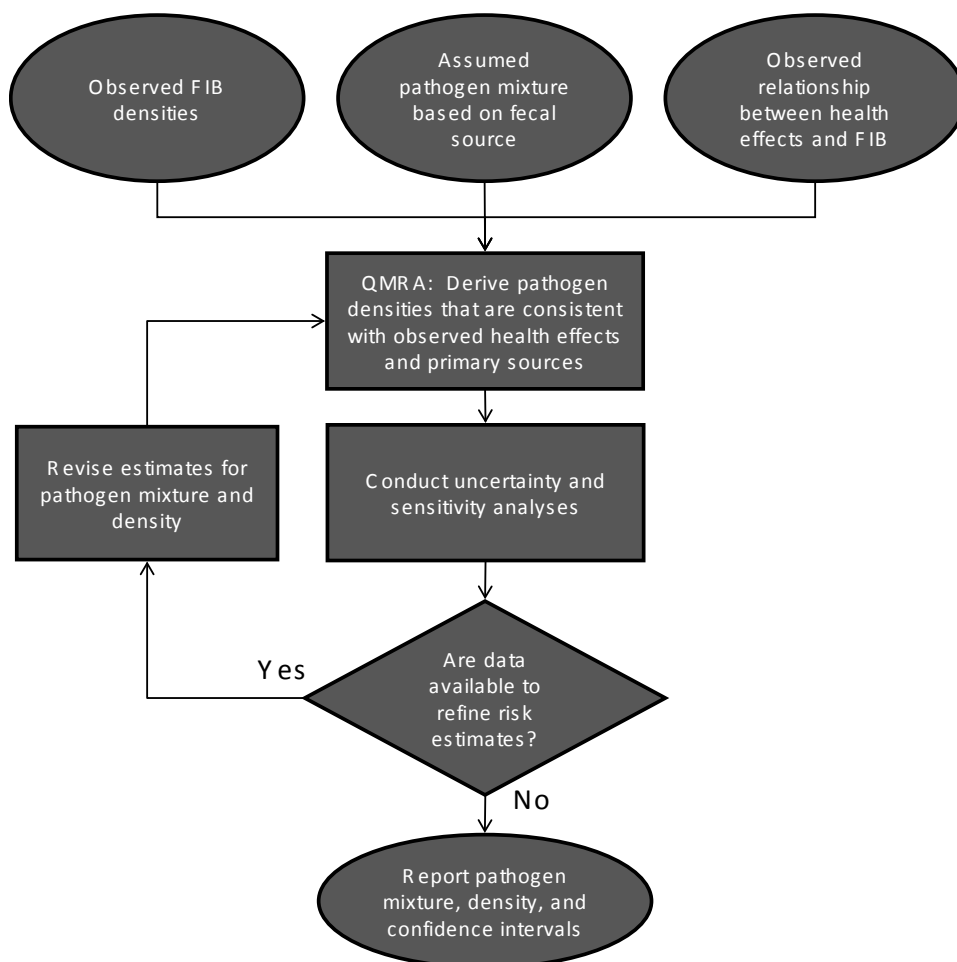 Observed FIB
densities
Assumed
pathogen mixture
based on fecal
source
Observed
relationship
between health
effects and FIB
QMRA: Derive pathogen
densities that are consistent
with observed health effects
and primary sources
Revise estimates for
pathogen mixture and
density
Conduct uncertainty and
sensitivity analyses
Yes
Are data
available to
refine risk
estimates?
No
Report pathogen
mixture, density, and
confidence intervals